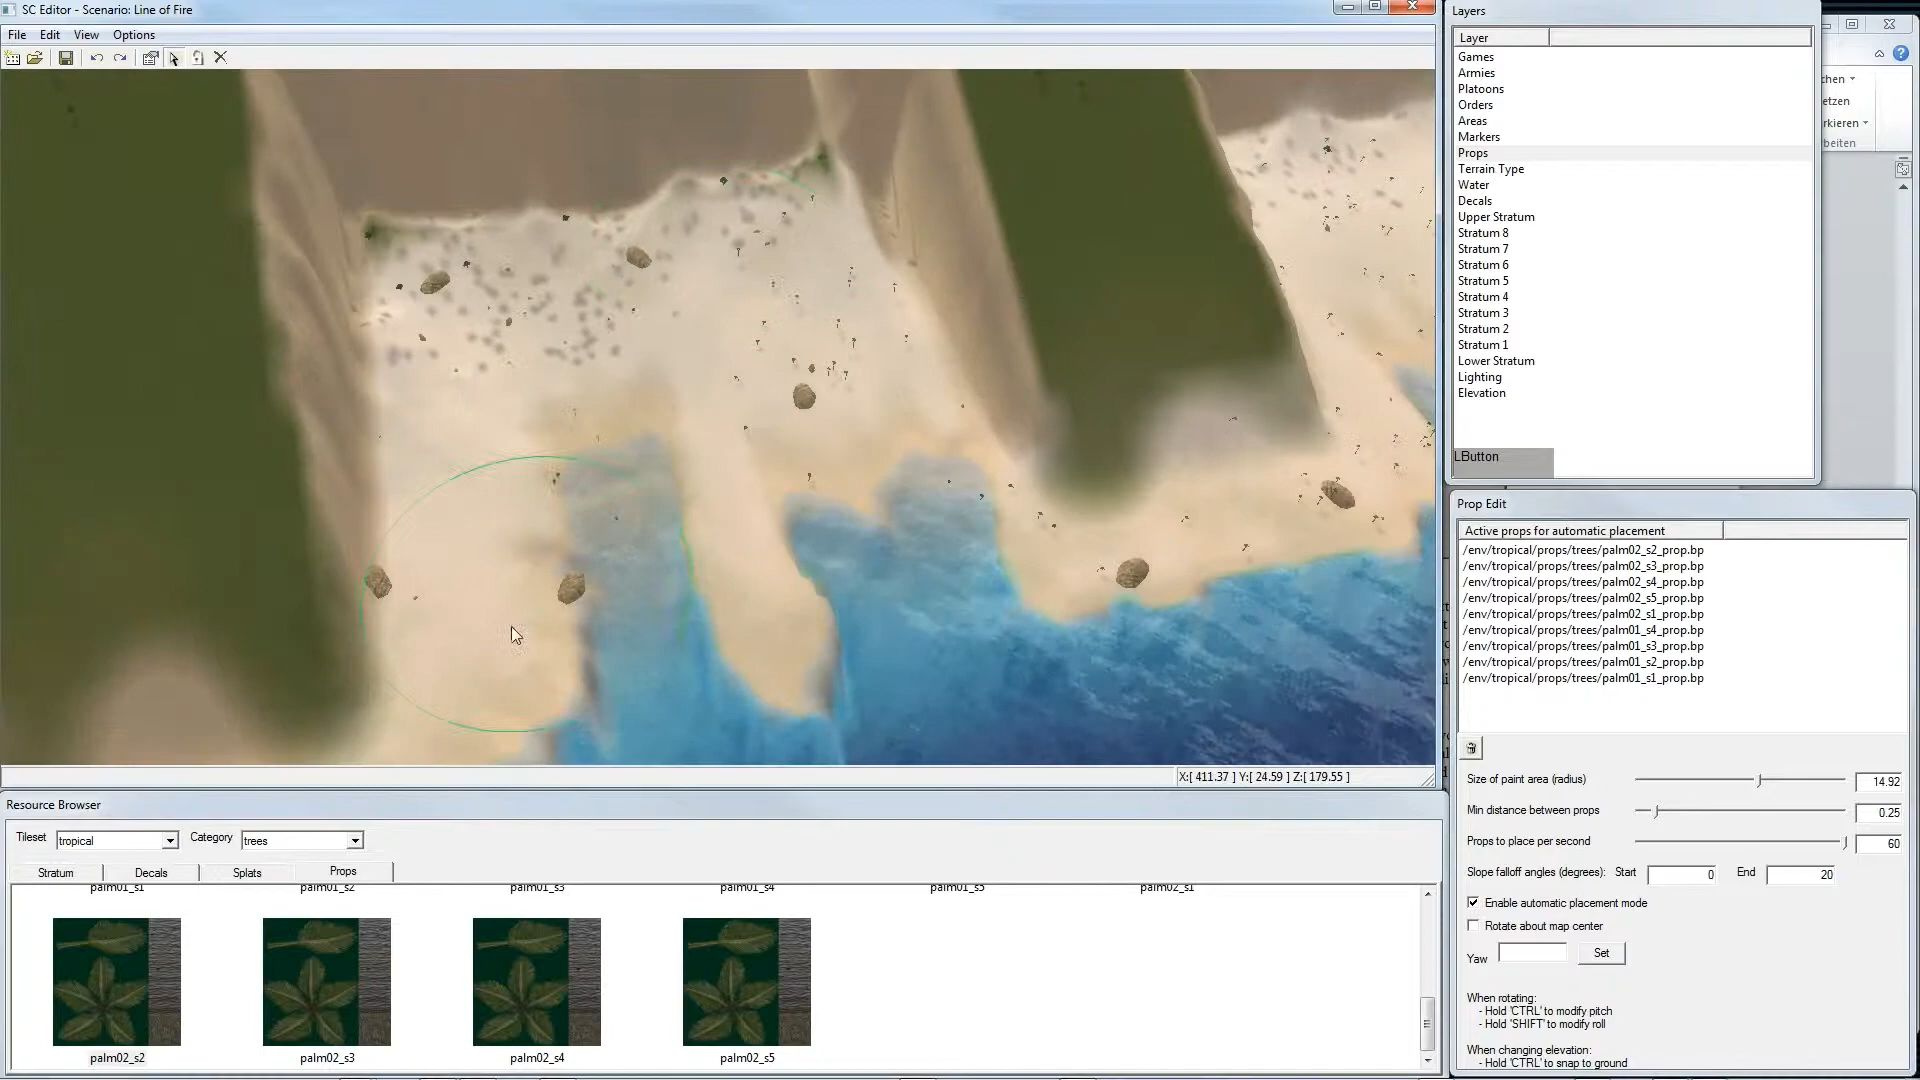 SC Editor - Scenario: Line of Fire
File Edit View Options
X:[ 411.37 ] Y:[ 24.59 ] Z:[ 179.55 ]
Layers
Layer
Games
Armies
Platoons
Orders
Areas
Markers
Props
Terrain Type
Water
Decals
Upper Stratum
Stratum 8
Stratum 7
Stratum 6
Stratum 5
Stratum 4
Stratum 3
Stratum 2
Stratum 1
Lower Stratum
Lighting
Elevation
LButton
chen
etzen
rkieren
beiten
Prop Edit
Active props for automatic placement
/env/tropical/props/trees/palm02_s2_prop.bp
/env/tropical/props/trees/palm02_s3_prop.bp
/env/tropical/props/trees/palm02_s4_prop.bp
/env/tropical/props/trees/palm02_s5_prop.bp
/env/tropical/props/trees/palm02_s1_prop.bp
/env/tropical/props/trees/palm01_s4_prop.bp
/env/tropical/props/trees/palm01_s3_prop.bp
/env/tropical/props/trees/palm01_s2_prop.bp
/env/tropical/props/trees/palm01_s1_prop.bp
Size of paint area (radius) 14.92
Min distance between props 0.25
Props to place per second 60
Slope falloff angles (degrees): Start 0 End 20
Enable automatic placement mode
Rotate about map center
Yaw Set
When rotating:
- Hold 'CTRL' to modify pitch
- Hold 'SHIFT' to modify roll
When changing elevation:
- Hold 'CTRL' to snap to ground
Resource Browser
Tileset tropical Category trees
Stratum Decals Splats Props
palm01_s1 palm01_s2 palm01_s3 palm01_s4 palm01_s5 palm02_s1
palm02_s2 palm02_s3 palm02_s4 palm02_s5